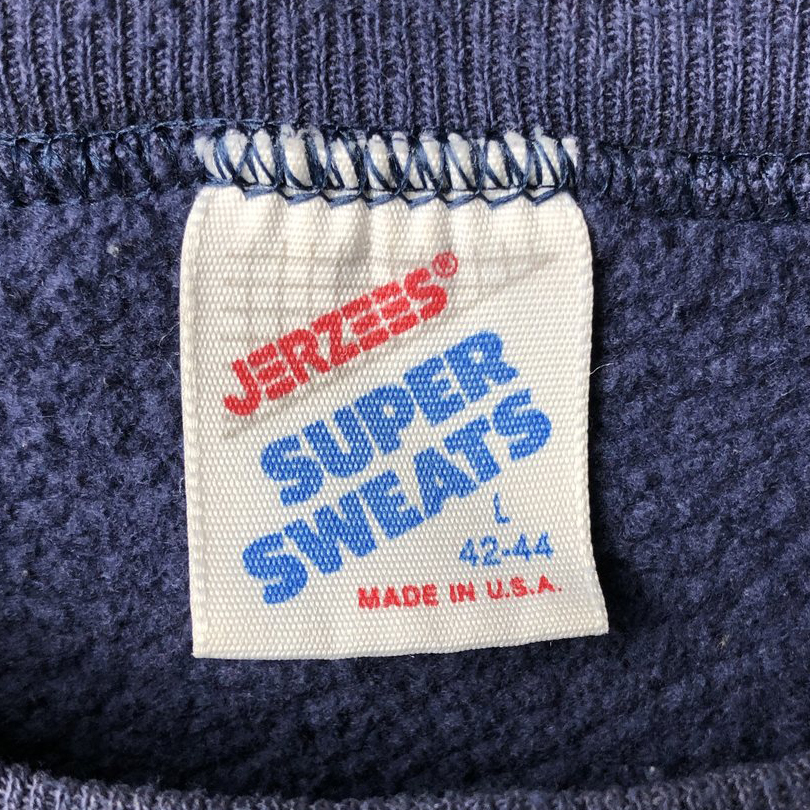 JERZEES®
SUPER
SWEATS
L
42-44
MADE IN U.S.A.